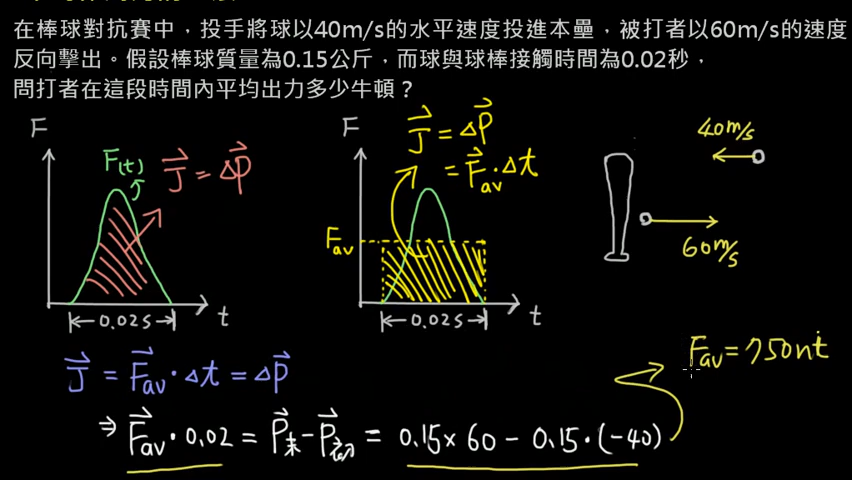 在棒球對抗賽中，投手將球以40m/s的水平速度投進本壘，被打者以60m/s的速度
反向擊出。假設棒球質量為0.15公斤，而球與球棒接觸時間為0.02秒，
問打者在這段時間內平均出力多少牛頓？
F
F(t)
J⃗ = ΔP⃗
0.02s
t
F
J⃗ = ΔP⃗
= F⃗av·Δt
Fav
0.02s
t
40m/s
60m/s
J⃗ = F⃗av·Δt = ΔP⃗
Fav = 750nt
⇒ F⃗av·0.02 = P⃗末 − P⃗初 = 0.15×60 − 0.15·(−40)